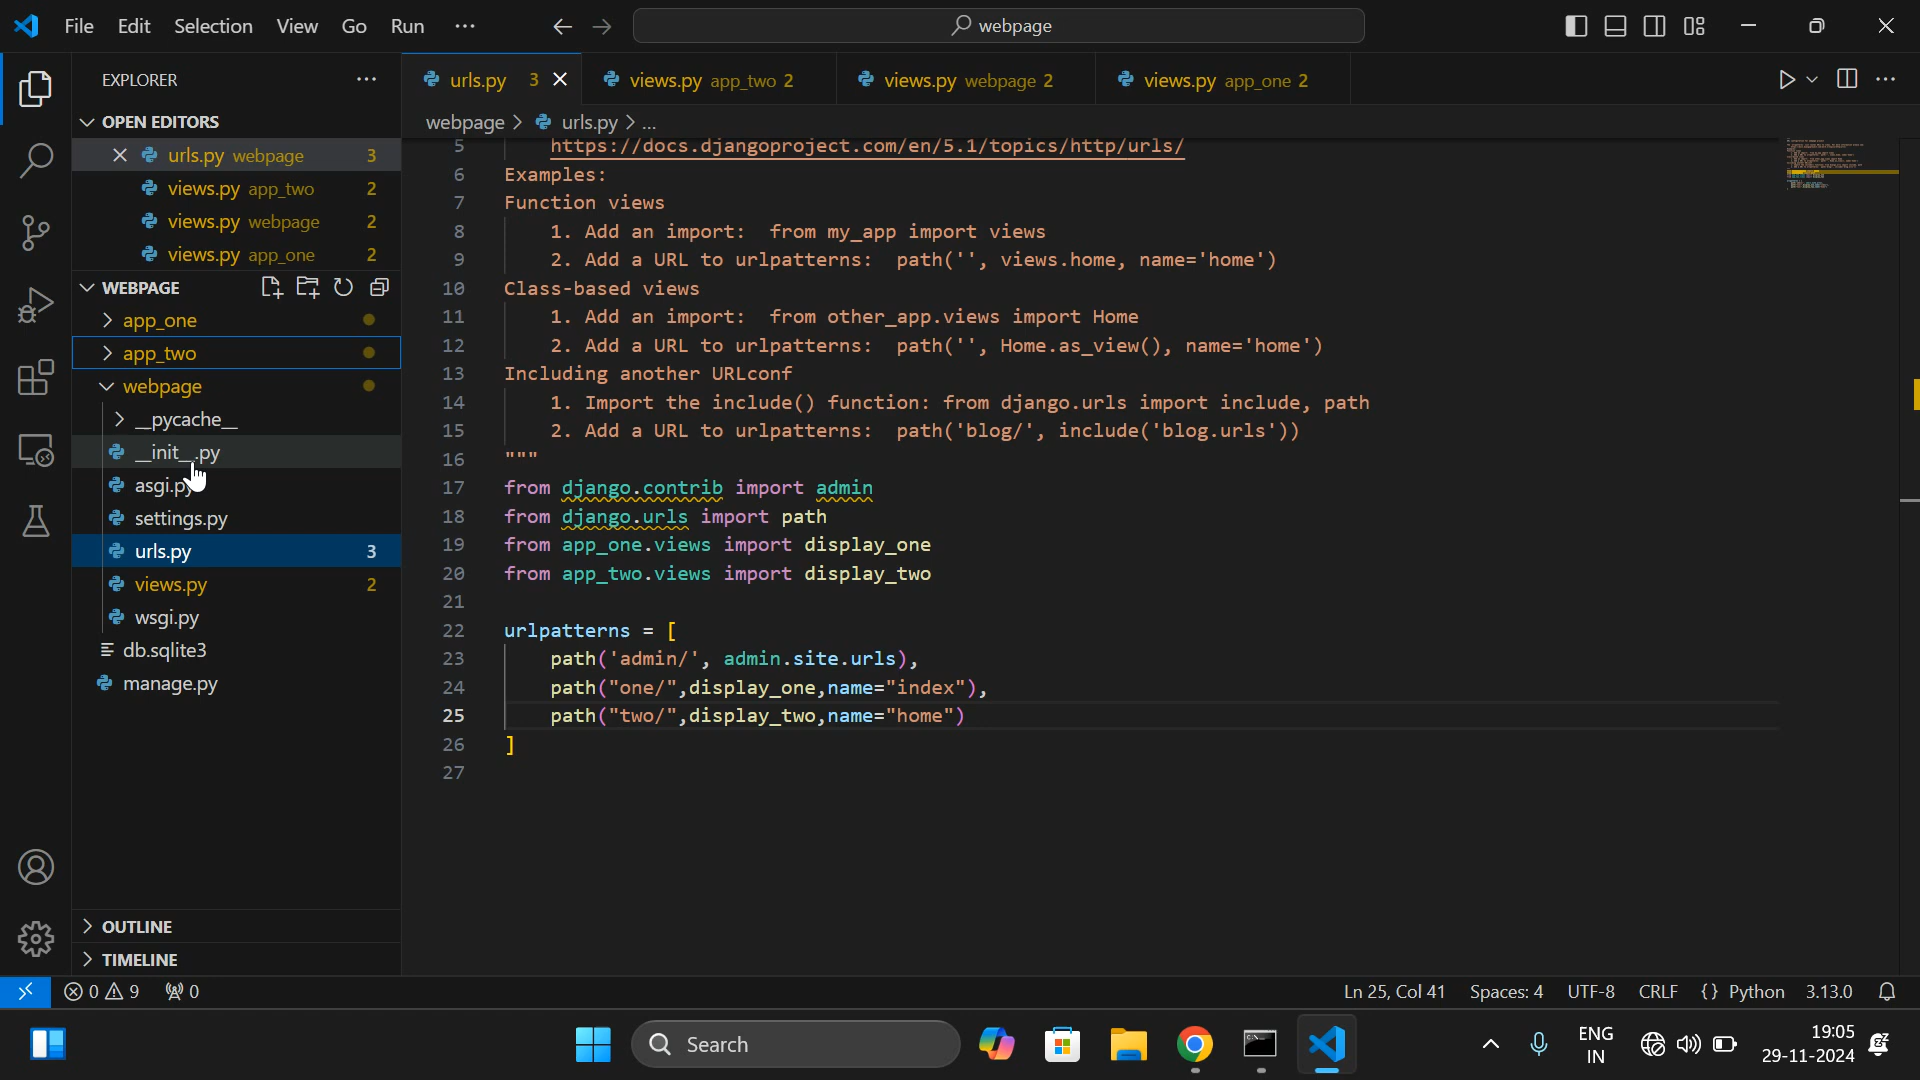 File Edit Selection View Go Run ...
webpage
EXPLORER ...
OPEN EDITORS
urls.py webpage 3
views.py app_two 2
views.py webpage 2
views.py app_one 2
WEBPAGE
app_one
app_two
webpage
__pycache__
__init__.py
asgi.py
settings.py
urls.py 3
views.py 2
wsgi.py
db.sqlite3
manage.py
OUTLINE
TIMELINE
urls.py 3 views.py app_two 2 views.py webpage 2 views.py app_one 2
webpage > urls.py > ...
5 https://docs.djangoproject.com/en/5.1/topics/http/urls/
6 Examples:
7 Function views
8 1. Add an import:  from my_app import views
9 2. Add a URL to urlpatterns:  path('', views.home, name='home')
10 Class-based views
11 1. Add an import:  from other_app.views import Home
12 2. Add a URL to urlpatterns:  path('', Home.as_view(), name='home')
13 Including another URLconf
14 1. Import the include() function: from django.urls import include, path
15 2. Add a URL to urlpatterns:  path('blog/', include('blog.urls'))
16 """
17 from django.contrib import admin
18 from django.urls import path
19 from app_one.views import display_one
20 from app_two.views import display_two
21
22 urlpatterns = [
23 path('admin/', admin.site.urls),
24 path("one/",display_one,name="index"),
25 path("two/",display_two,name="home")
26 ]
27
0 9 0 Ln 25, Col 41 Spaces: 4 UTF-8 CRLF {} Python 3.13.0
Search
ENG
IN
19:05
29-11-2024